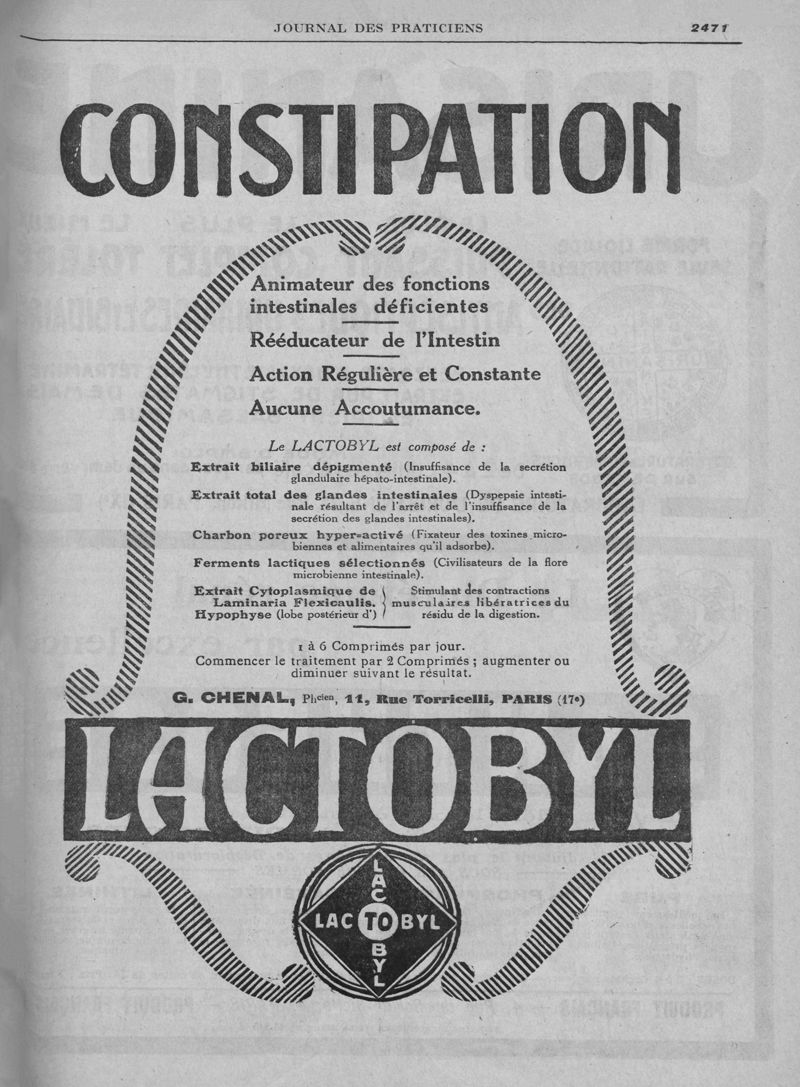 JOURNAL DES PRATICIENS 2471
CONSTIPATION
Animateur des fonctions
intestinales déficientes
Rééducateur de l'Intestin
Action Régulière et Constante
Aucune Accoutumance.
Le LACTOBYL est composé de :
Extrait biliaire dépigmenté (Insuffisance de la secrétion
glandulaire hépato-intestinale).
Extrait total des glandes intestinales (Dyspepsie intesti-
nale résultant de l'arrêt et de l'insuffisance de la
secrétion des glandes intestinales).
Charbon poreux hyper=activé (Fixateur des toxines micro-
biennes et alimentaires qu'il adsorbe).
Ferments lactiques sélectionnés (Civilisateurs de la flore
microbienne intestinale).
Extrait Cytoplasmique de Stimulant des contractions
Laminaria Flexicaulis. musculaires libératrices du
Hypophyse (lobe postérieur d') résidu de la digestion.
1 à 6 Comprimés par jour.
Commencer le traitement par 2 Comprimés ; augmenter ou
diminuer suivant le résultat.
G. CHENAL, Phcien, 11, Rue Torricelli, PARIS (17e)
LACTOBYL
LACTOBYL
LACTOBYL